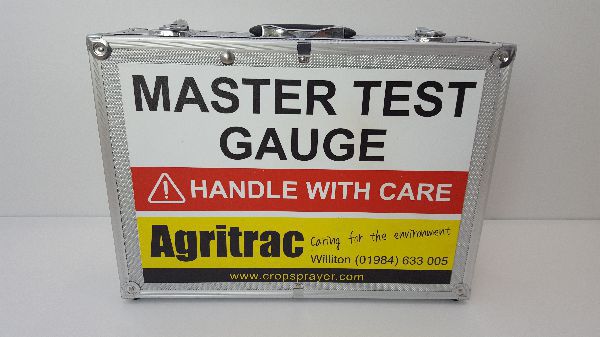 MASTER TEST
GAUGE
HANDLE WITH CARE
Agritrac
Caring for the environment
Williton (01984) 633 005
www.cropsprayer.com